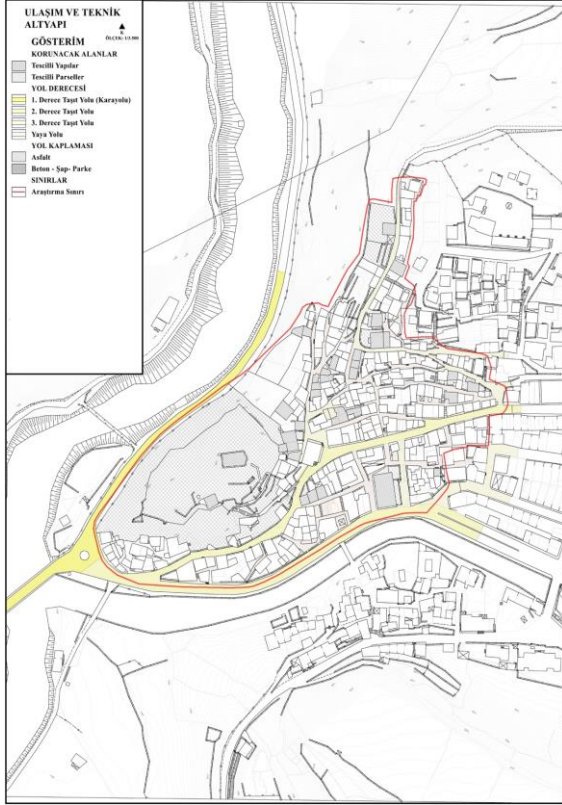 ULAŞIM VE TEKNİK
ALTYAPI
GÖSTERİM
KORUNACAK ALANLAR
Tescilli Yapılar
Tescilli Parseller
YOL DERECESİ
1. Derece Taşıt Yolu (Karayolu)
2. Derece Taşıt Yolu
3. Derece Taşıt Yolu
Yaya Yolu
YOL KAPLAMASI
Asfalt
Beton - Şap- Parke
SINIRLAR
Araştırma Sınırı